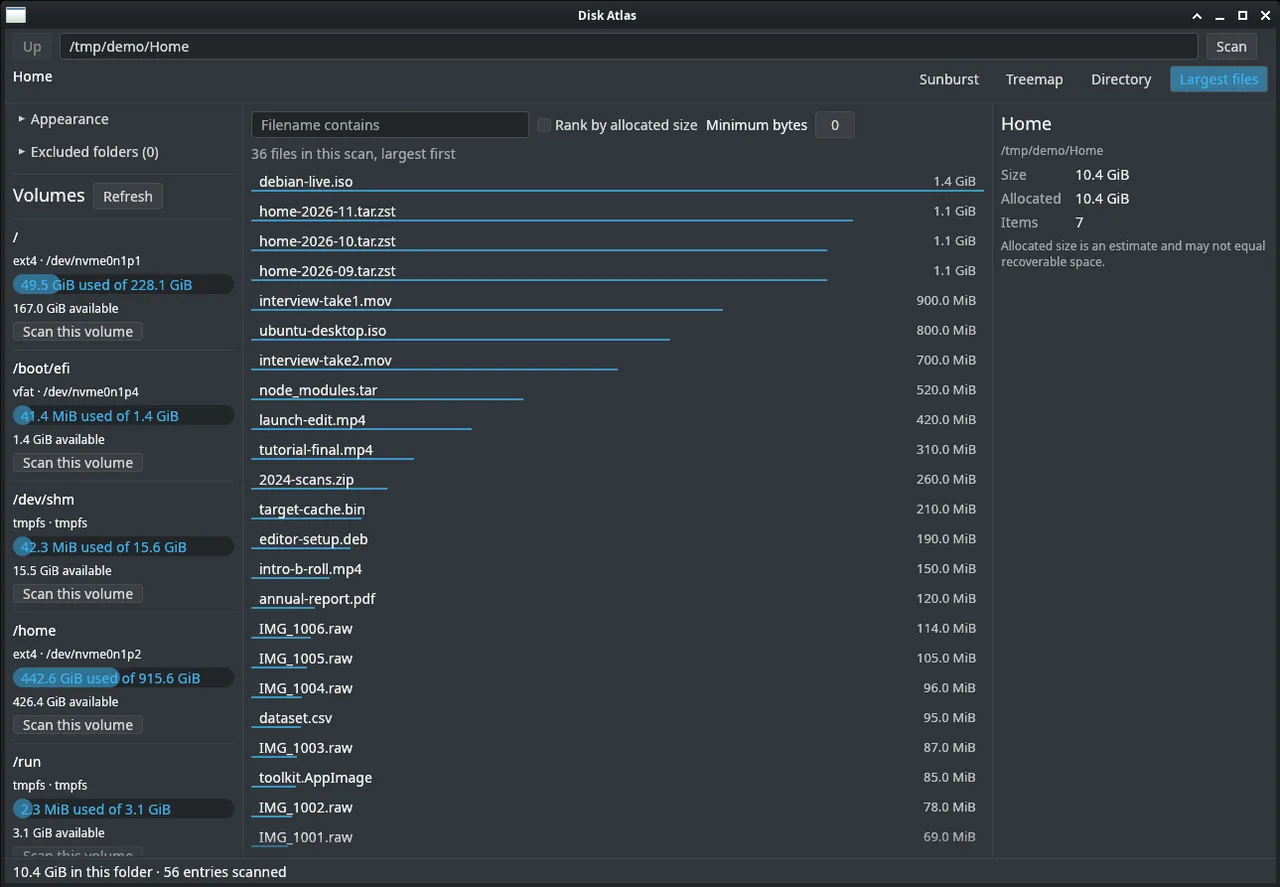 Disk Atlas
Up
/tmp/demo/Home
Scan
Home
Sunburst
Treemap
Directory
Largest files
Appearance
Excluded folders (0)
Volumes
Refresh
/
ext4 · /dev/nvme0n1p1
49.5 GiB used of 228.1 GiB
167.0 GiB available
Scan this volume
/boot/efi
vfat · /dev/nvme0n1p4
41.4 MiB used of 1.4 GiB
1.4 GiB available
Scan this volume
/dev/shm
tmpfs · tmpfs
42.3 MiB used of 15.6 GiB
15.5 GiB available
Scan this volume
/home
ext4 · /dev/nvme0n1p2
442.6 GiB used of 915.6 GiB
426.4 GiB available
Scan this volume
/run
tmpfs · tmpfs
2.3 MiB used of 3.1 GiB
3.1 GiB available
Scan this volume
Filename contains
Rank by allocated size
Minimum bytes
0
36 files in this scan, largest first
debian-live.iso 1.4 GiB
home-2026-11.tar.zst 1.1 GiB
home-2026-10.tar.zst 1.1 GiB
home-2026-09.tar.zst 1.1 GiB
interview-take1.mov 900.0 MiB
ubuntu-desktop.iso 800.0 MiB
interview-take2.mov 700.0 MiB
node_modules.tar 520.0 MiB
launch-edit.mp4 420.0 MiB
tutorial-final.mp4 310.0 MiB
2024-scans.zip 260.0 MiB
target-cache.bin 210.0 MiB
editor-setup.deb 190.0 MiB
intro-b-roll.mp4 150.0 MiB
annual-report.pdf 120.0 MiB
IMG_1006.raw 114.0 MiB
IMG_1005.raw 105.0 MiB
IMG_1004.raw 96.0 MiB
dataset.csv 95.0 MiB
IMG_1003.raw 87.0 MiB
toolkit.AppImage 85.0 MiB
IMG_1002.raw 78.0 MiB
IMG_1001.raw 69.0 MiB
Home
/tmp/demo/Home
Size 10.4 GiB
Allocated 10.4 GiB
Items 7
Allocated size is an estimate and may not equal
recoverable space.
10.4 GiB in this folder · 56 entries scanned